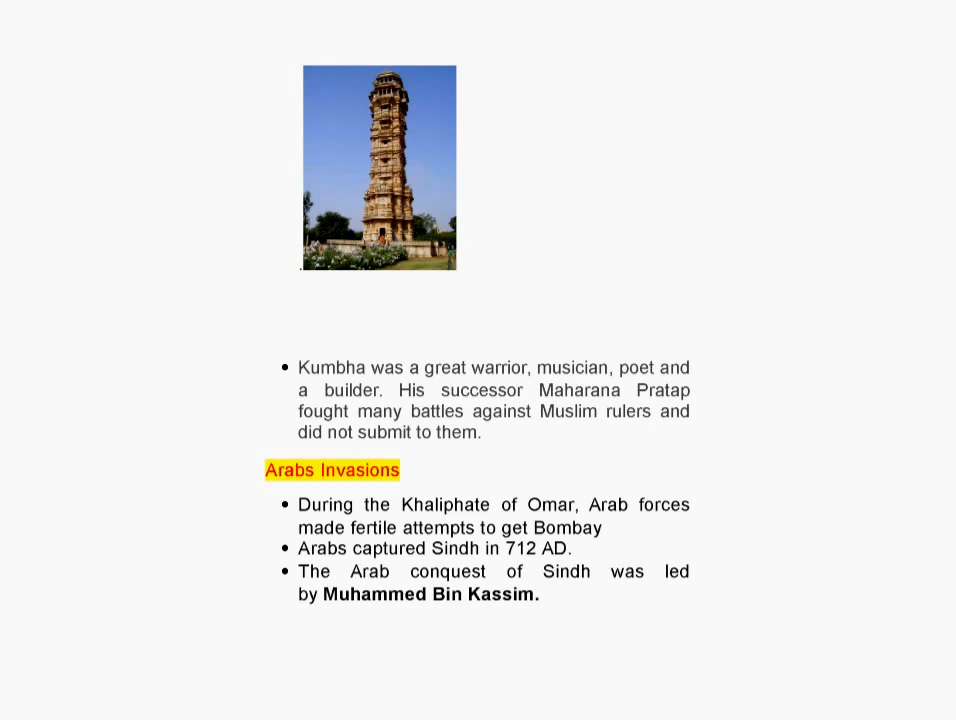 • Kumbha was a great warrior, musician, poet and
a builder. His successor Maharana Pratap
fought many battles against Muslim rulers and
did not submit to them.
Arabs Invasions
• During the Khaliphate of Omar, Arab forces
made fertile attempts to get Bombay
• Arabs captured Sindh in 712 AD.
• The Arab conquest of Sindh was led
by Muhammed Bin Kassim.